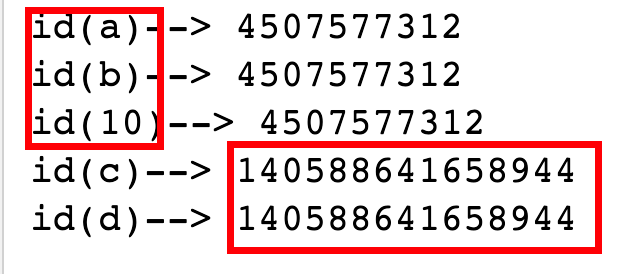 id(a)--> 4507577312
id(b)--> 4507577312
id(10)--> 4507577312
id(c)--> 140588641658944
id(d)--> 140588641658944